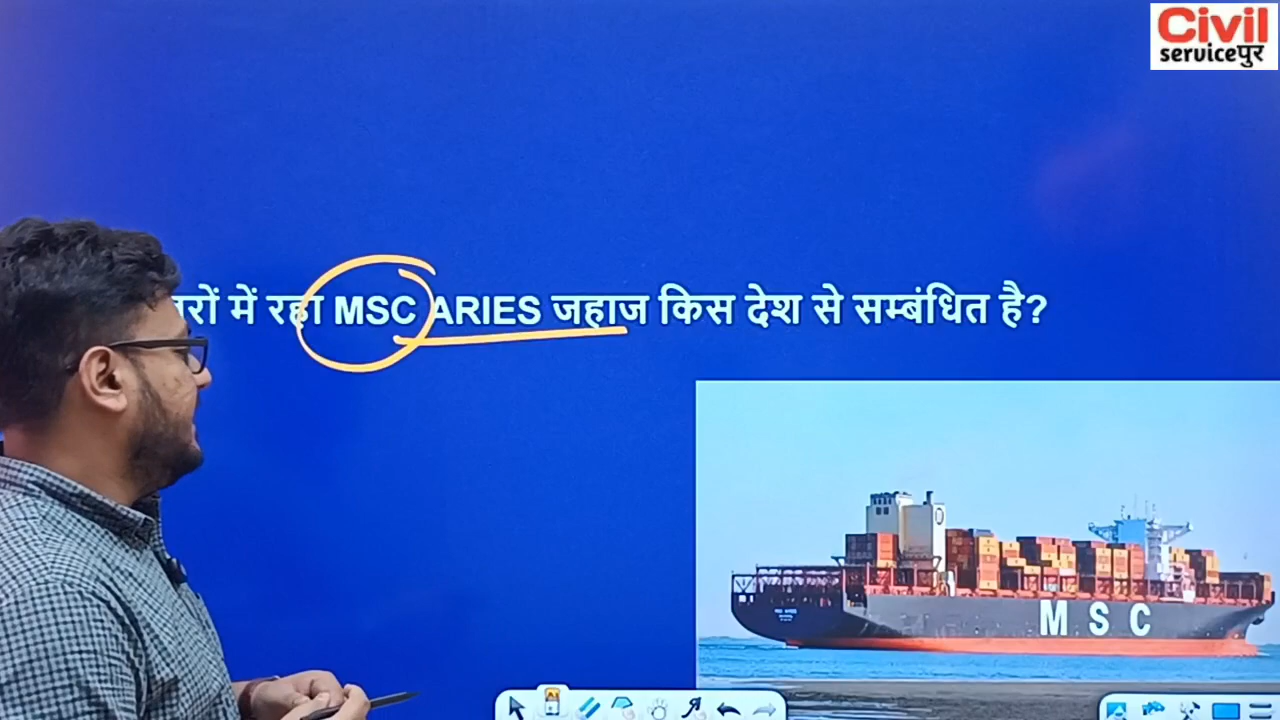 Civil
serviceपुर
में रहा MSC ARIES जहाज किस देश से सम्बंधित है?
M S C